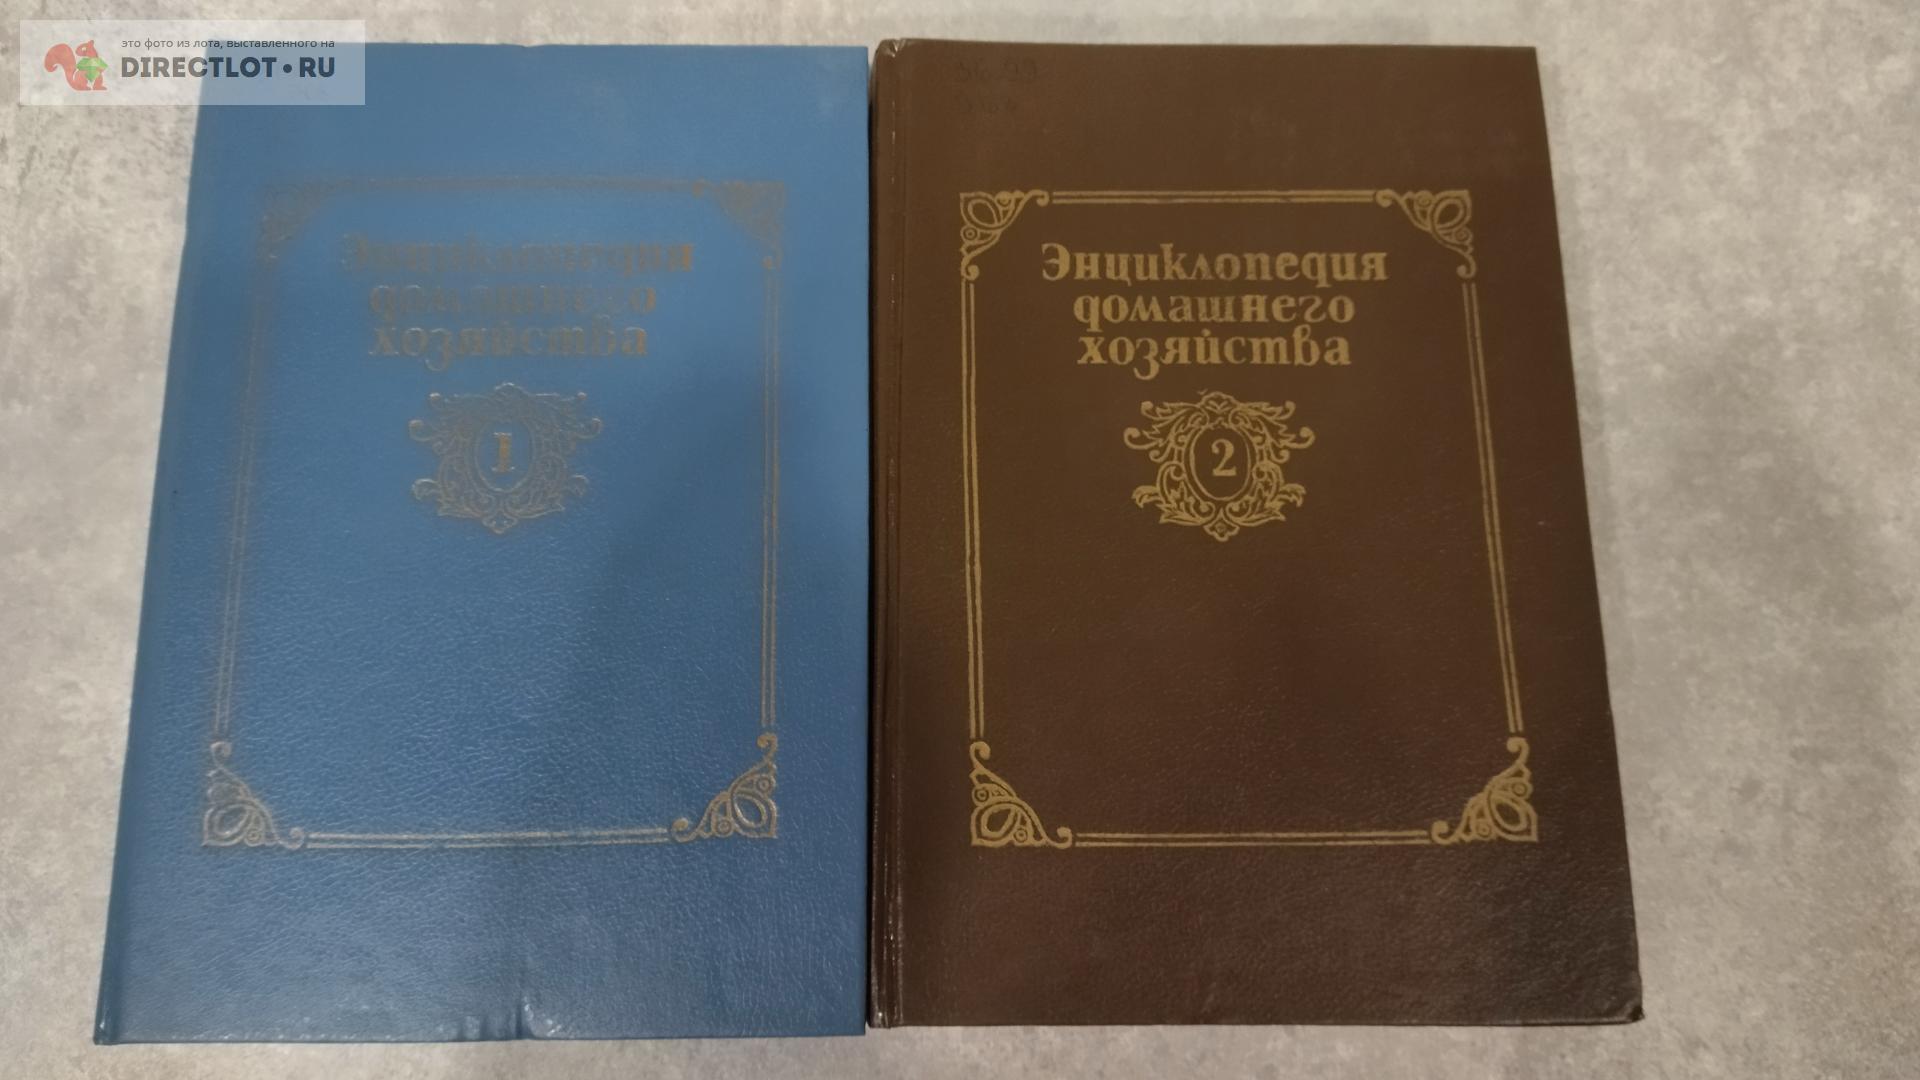 это фото из лота, выставленного на
DIRECTLOT•RU
Энциклопедия
домашнего
хозяйства
1
Энциклопедия
домашнего
хозяйства
2